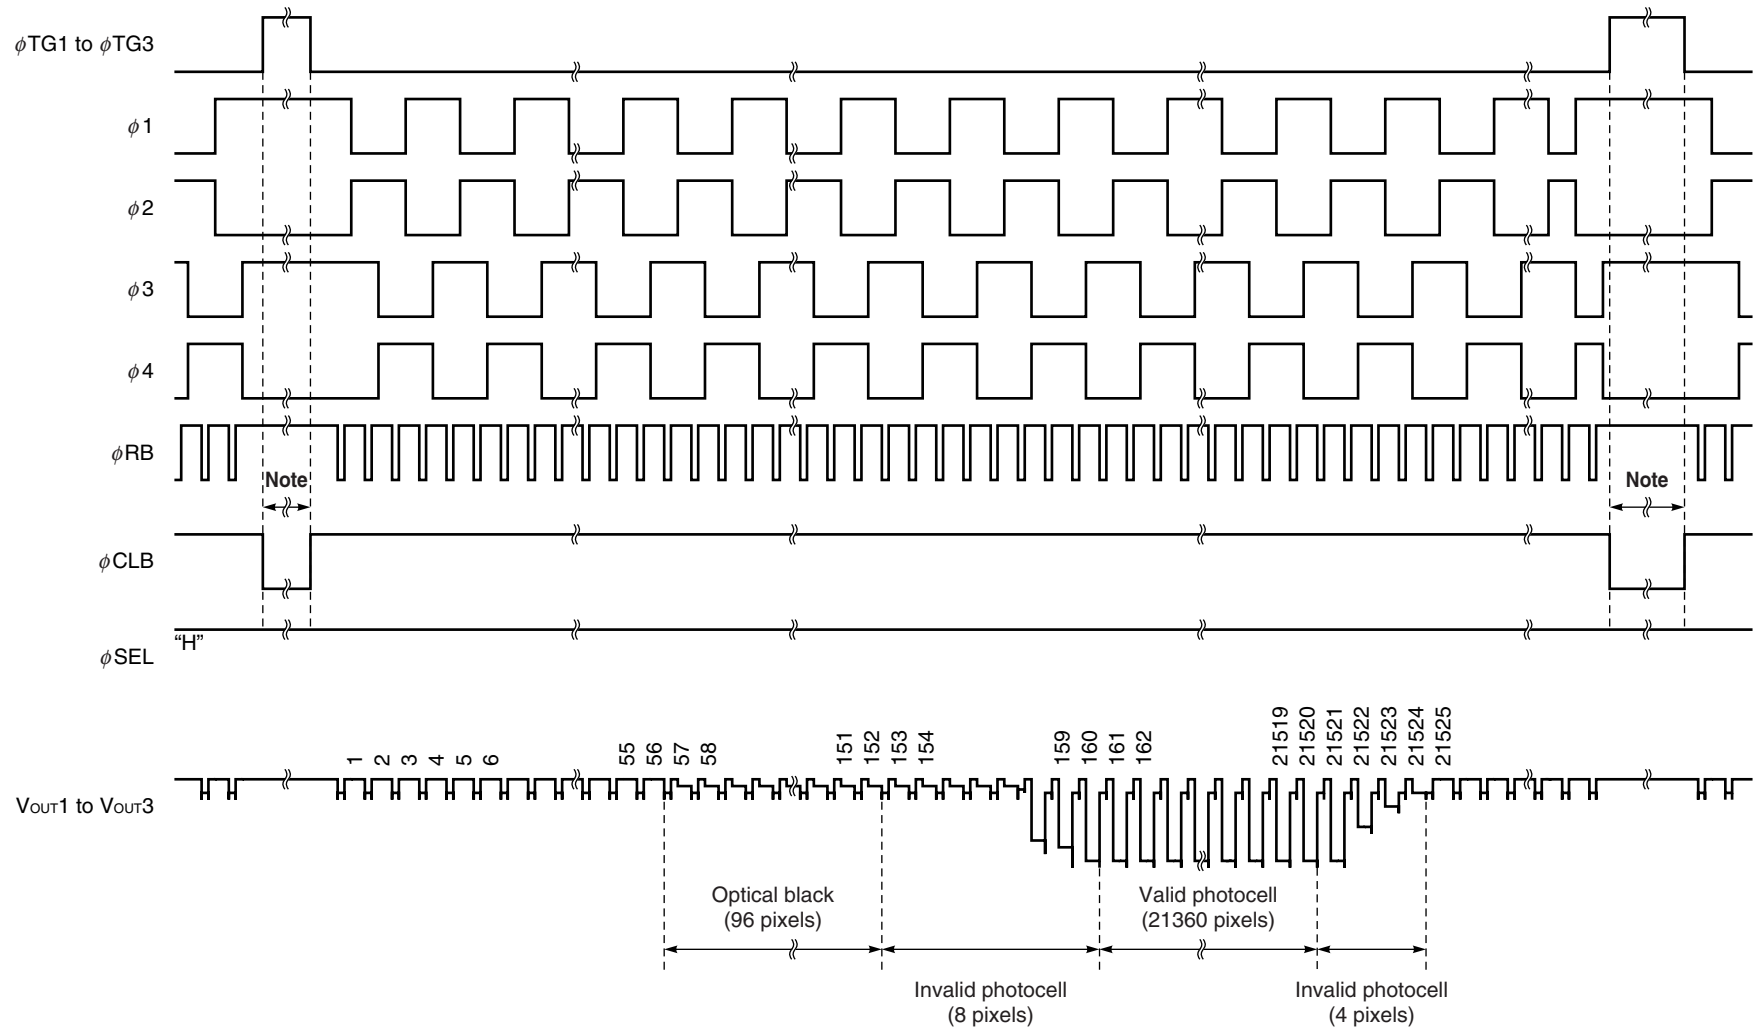 φTG1 to φTG3
φ1
φ2
φ3
φ4
φRB
Note
Note
φCLB
"H"
φSEL
1 2 3 4 5 6 55 56 57 58 151 152 153 154 159 160 161 162 21519 21520 21521 21522 21523 21524 21525
VOUT1 to VOUT3
Optical black
(96 pixels)
Valid photocell
(21360 pixels)
Invalid photocell
(8 pixels)
Invalid photocell
(4 pixels)